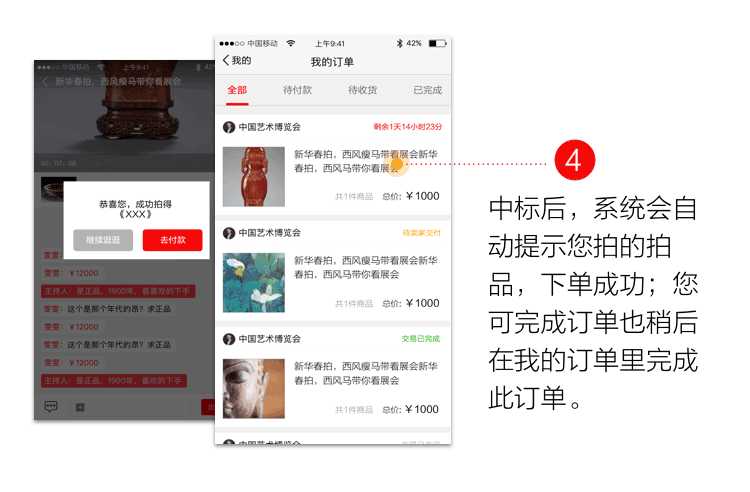 中国移动
42%
新华春拍，西风瘦马带你看展会
00：07：08
恭喜您，成功拍得
《XXX》
继续逛逛
去付款
雯雯：
雯雯：￥12000
主持人：是正品，1900年，喜喜欢的下手
雯雯：这个是那个年代的昂？求正品
雯雯：￥12000
雯雯：这个是那个年代的昂？求正品
雯雯：￥12000
主持人：是正品，1900年，喜欢的下手
中国移动
上午9:41
42%
我的
我的订单
全部
待付款
待收货
已完成
中国艺术博览会
剩余1天14小时23分
新华春拍，西风瘦马带看展会新华
春拍，西风马带你看展会
共1件商品
总价:￥1000
中国艺术博览会
待卖家交付
新华春拍，西风瘦马带看展会新华
春拍，西风马带你看展会
共1件商品
总价:￥1000
中国艺术博览会
交易已完成
新华春拍，西风瘦马带看展会新华
春拍，西风马带你看展会
共1件商品
总价:￥1000
中国艺术博览会
4
中标后，系统会自
动提示您拍的拍
品，下单成功；您
可完成订单也稍后
在我的订单里完成
此订单。